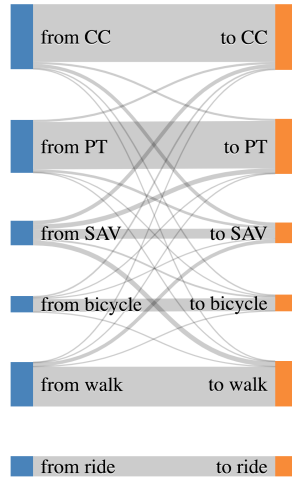 from CC to CC
from PT to PT
from SAV to SAV
from bicycle to bicycle
from walk to walk
from ride to ride